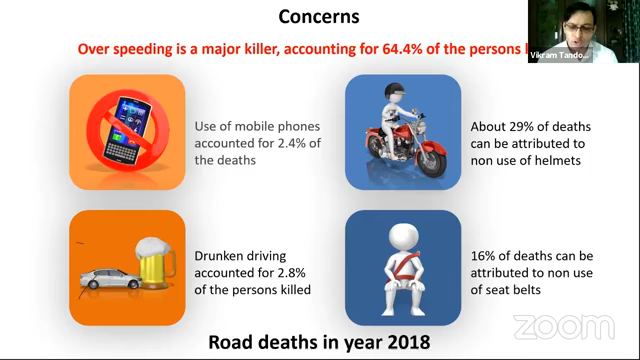 Concerns
Over speeding is a major killer, accounting for 64.4% of the persons
Vikram Tando...
Use of mobile phones
accounted for 2.4% of
the deaths
About 29% of deaths
can be attributed to
non use of helmets
Drunken driving
accounted for 2.8%
of the persons killed
16% of deaths can be
attributed to non use
of seat belts
Road deaths in year 2018
zoom